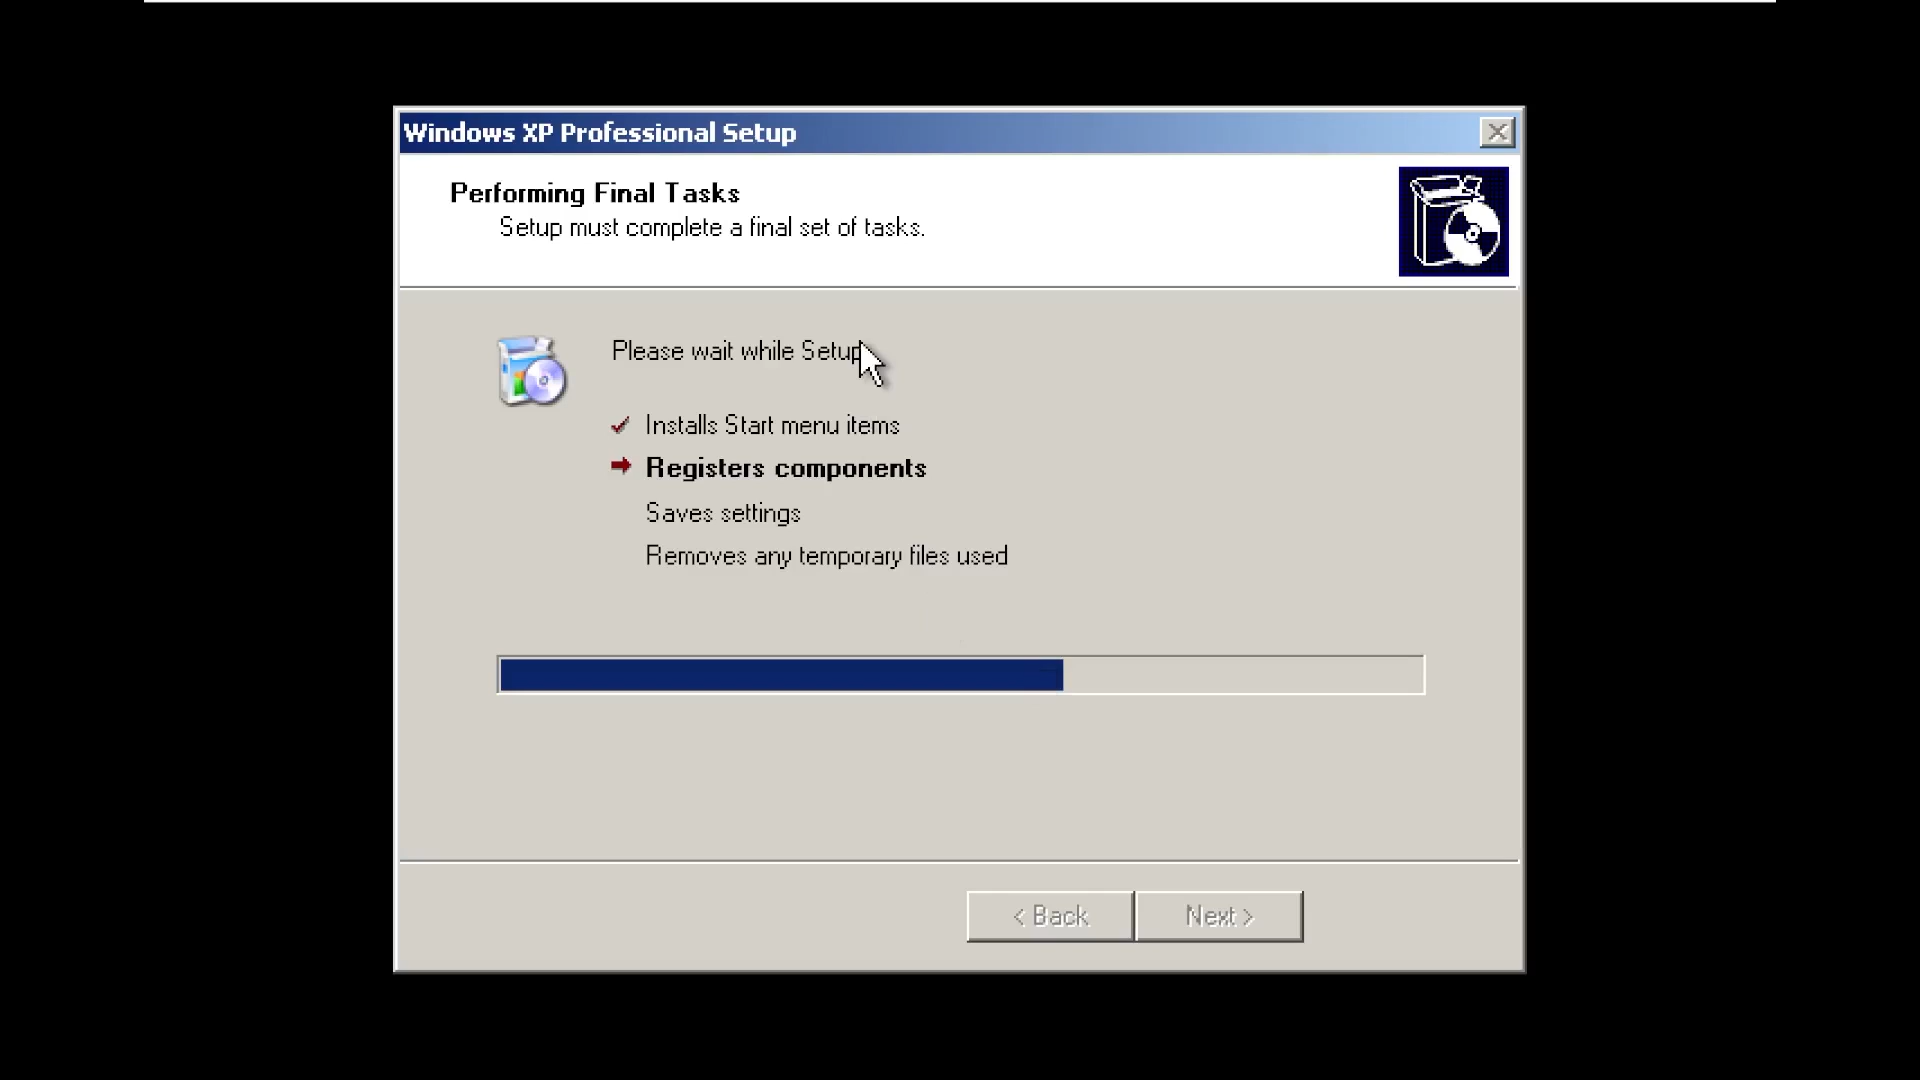 Windows XP Professional Setup
Performing Final Tasks
Setup must complete a final set of tasks.
Please wait while Setup
Installs Start menu items
Registers components
Saves settings
Removes any temporary files used
< Back
Next >